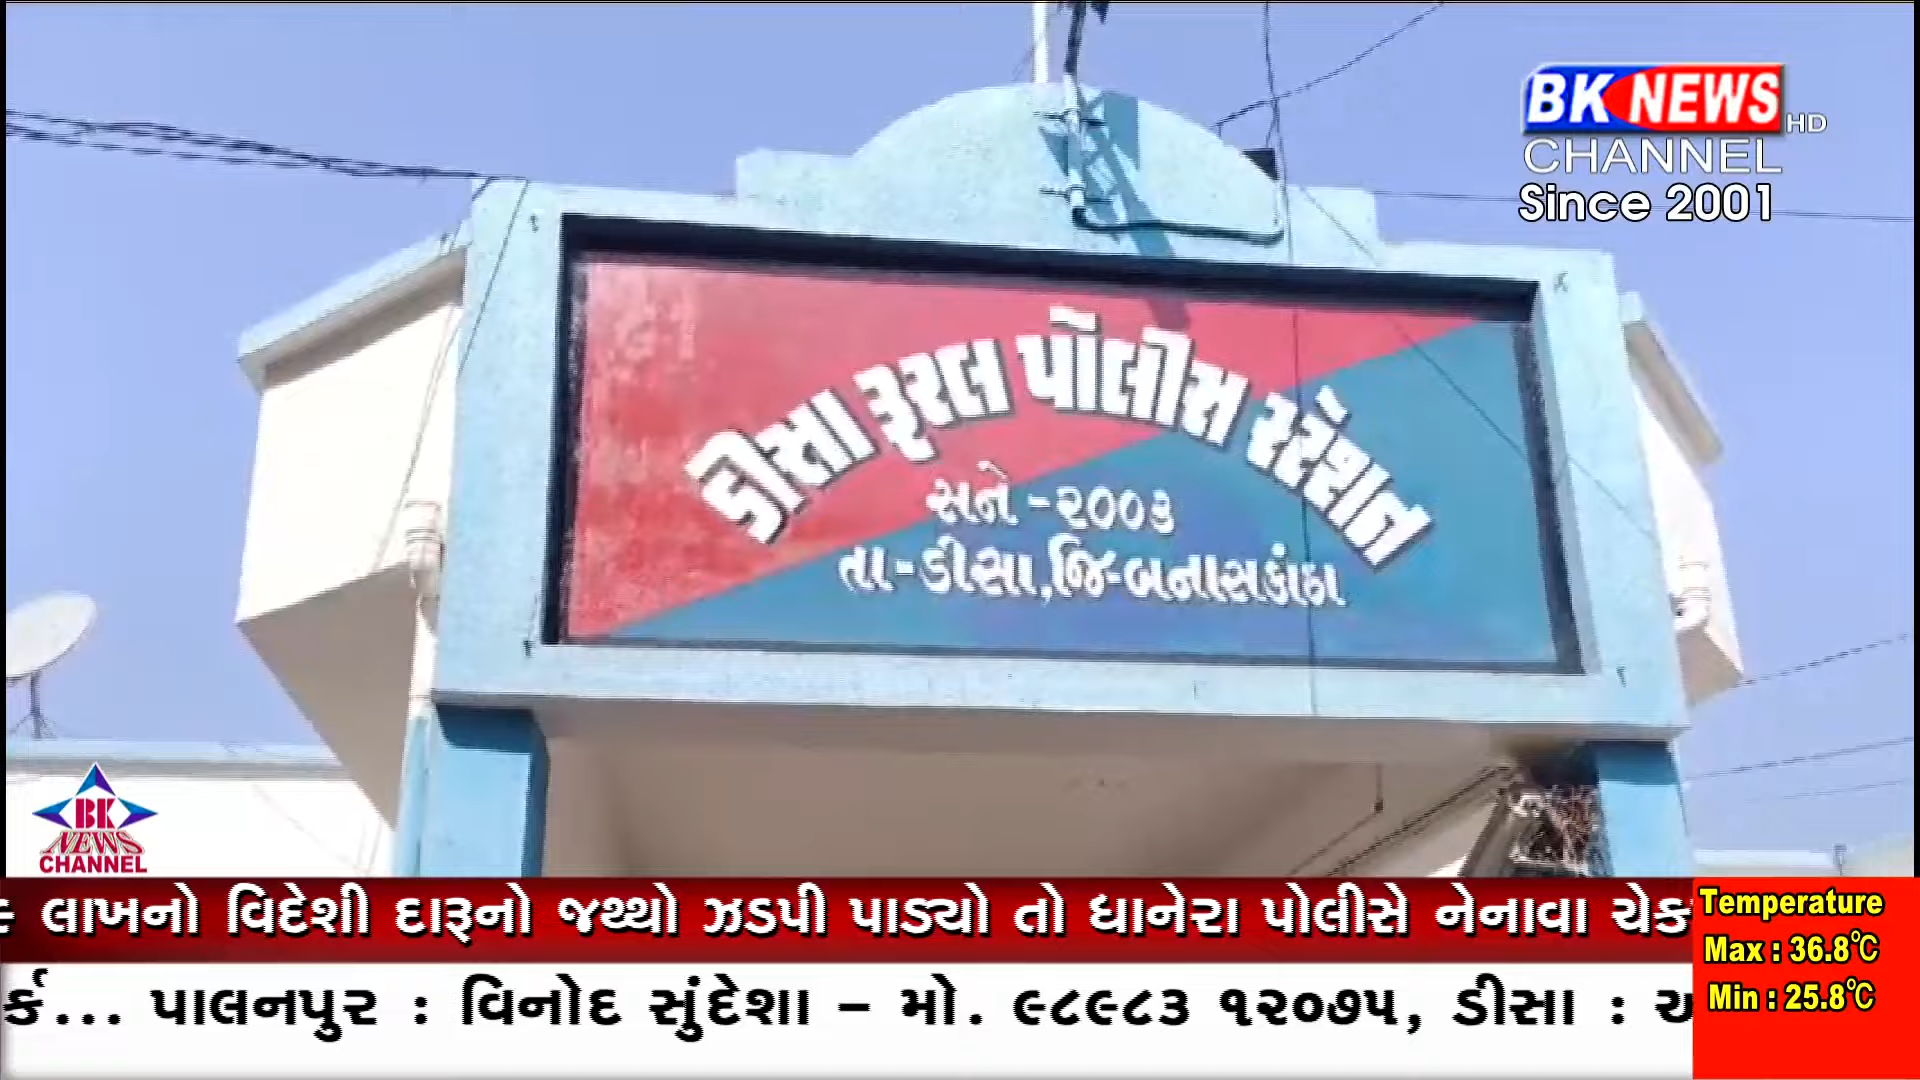 BK NEWS HD
CHANNEL
Since 2001
ડીસા રૂરલ પોલીસ સ્ટેશન
સને - ૨૦૦૩
તા - ડીસા, જિ-બનાસકાંઠા
BK
NEWS
CHANNEL
લાખનો વિદેશી દારૂનો જથ્થો ઝડપી પાડ્યો તો ધાનેરા પોલીસે નેનાવા ચેક
Temperature
Max : 36.8℃
Min : 25.8℃
ર્ક... પાલનપુર : વિનોદ સુંદેશા – મો. ૯૮૯૮૩ ૧૨૦૭૫, ડીસા :